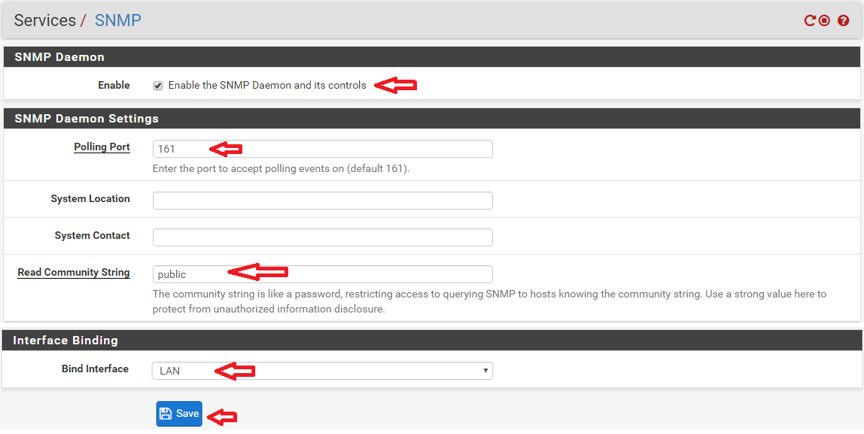 Services / SNMP
SNMP Daemon
Enable Enable the SNMP Daemon and its controls
SNMP Daemon Settings
Polling Port 161
Enter the port to accept polling events on (default 161).
System Location
System Contact
Read Community String public
The community string is like a password, restricting access to querying SNMP to hosts knowing the community string. Use a strong value here to
protect from unauthorized information disclosure.
Interface Binding
Bind Interface LAN
Save